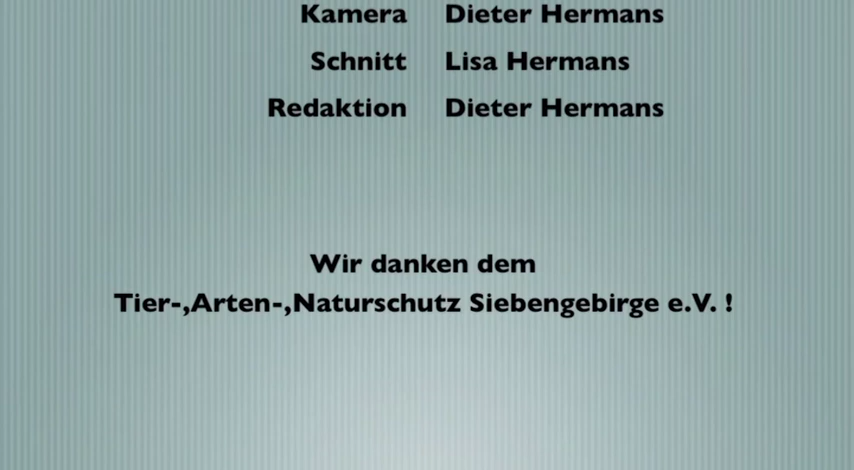 Kamera Dieter Hermans
Schnitt Lisa Hermans
Redaktion Dieter Hermans
Wir danken dem
Tier-,Arten-,Naturschutz Siebengebirge e.V. !